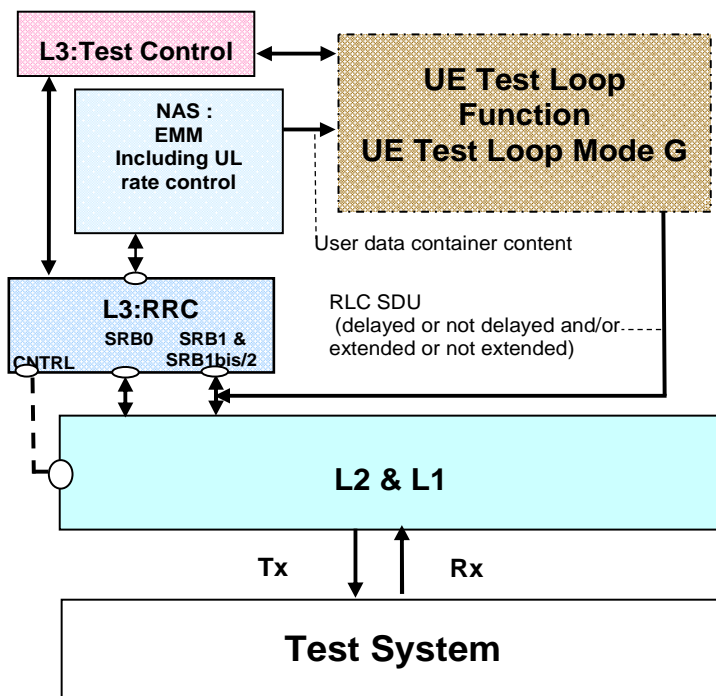 L3:Test Control
UE Test Loop
Function
UE Test Loop Mode G
NAS :
EMM
Including UL
rate control
User data container content
RLC SDU
(delayed or not delayed and/or
extended or not extended)
L3:RRC
SRB0
SRB1 &
SRB1bis/2
CNTRL
L2 & L1
Tx
Rx
Test System